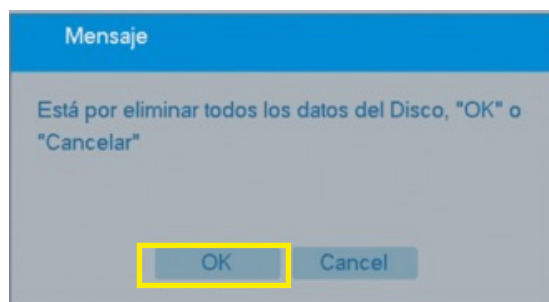 Mensaje
Está por eliminar todos los datos del Disco, "OK" o
"Cancelar"
OK
Cancel